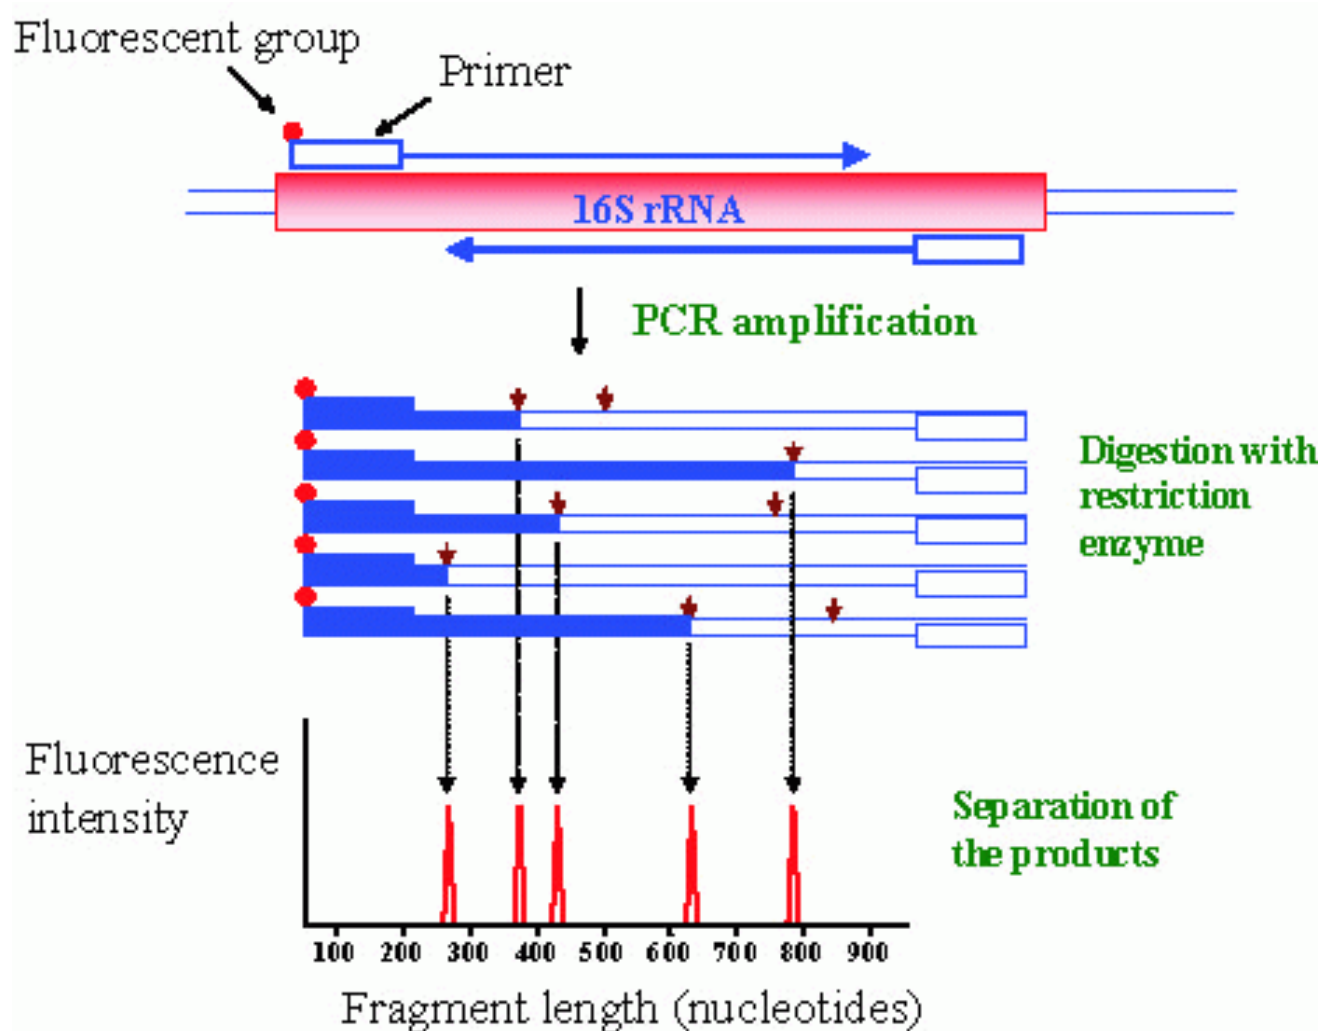 Fluorescent group
Primer
16S rRNA
PCR amplification
Digestion with
restriction
enzyme
Fluorescence
intensity
Separation of
the products
100 200 300 400 500 600 700 800 900
Fragment length (nucleotides)